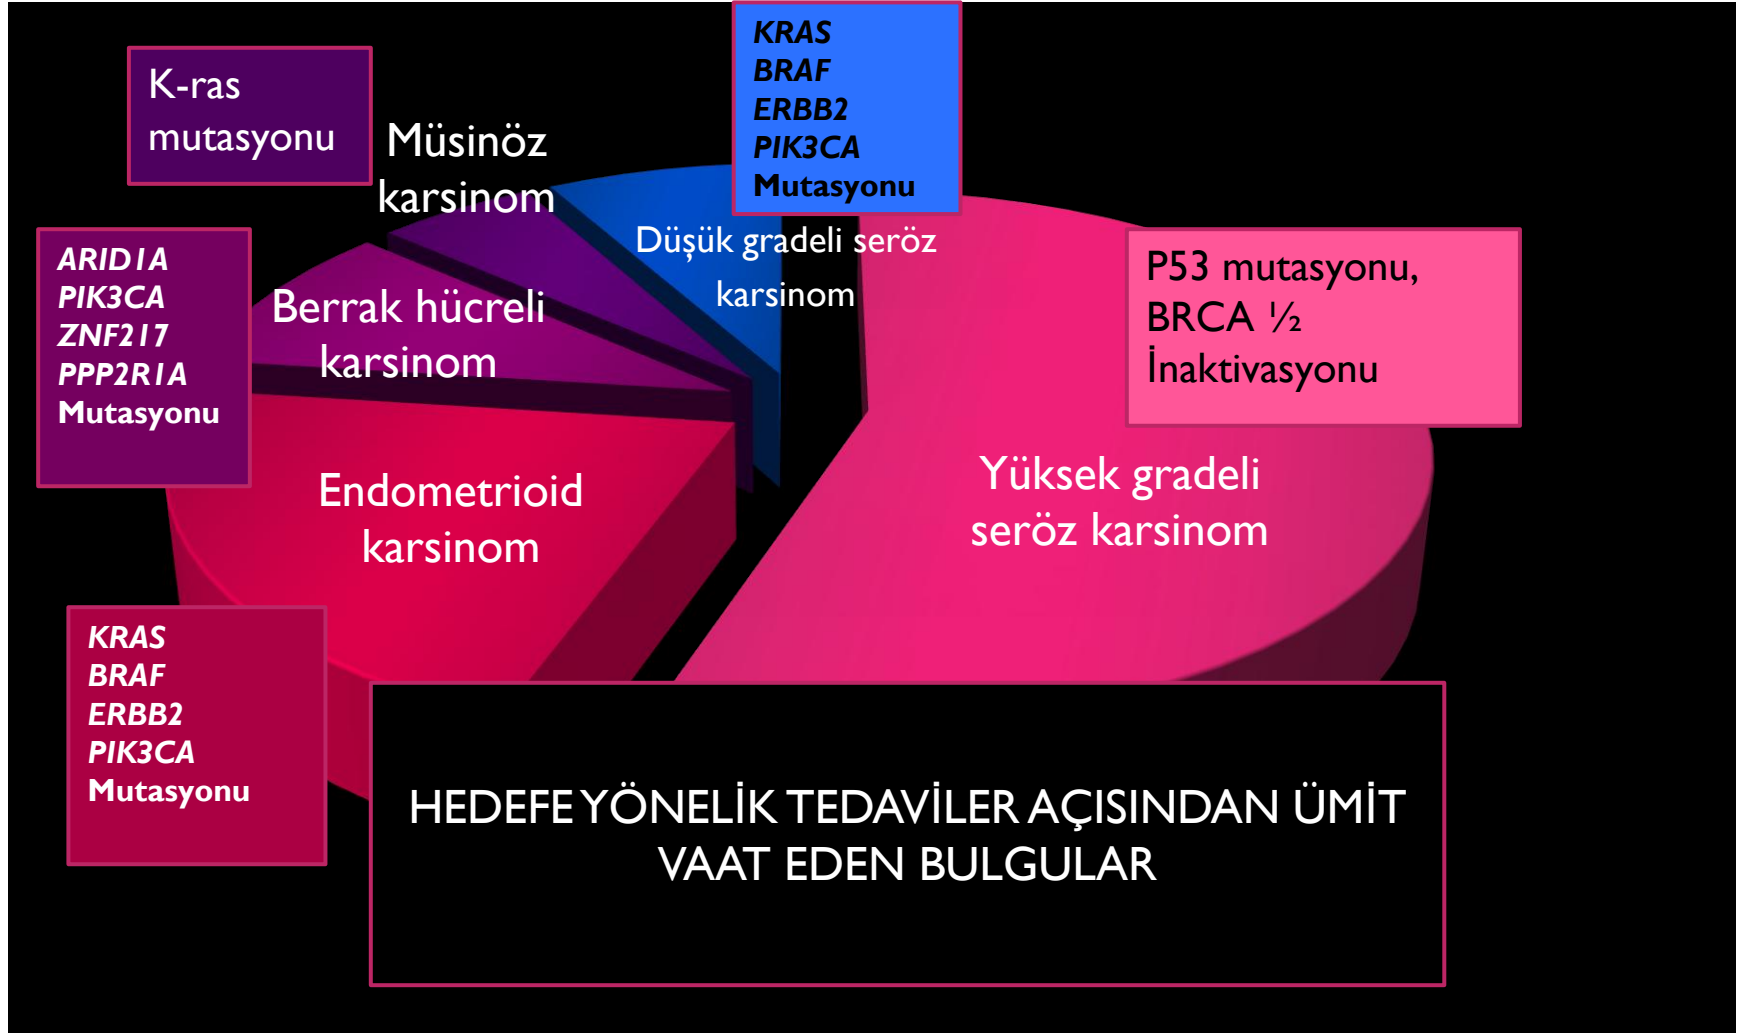 KRAS
BRAF
ERBB2
PIK3CA
Mutasyonu
K-ras
mutasyonu
Müsinöz
karsinom
Düşük gradeli seröz
karsinom
P53 mutasyonu,
BRCA ½
İnaktivasyonu
ARID1A
PIK3CA
ZNF217
PPP2R1A
Mutasyonu
Berrak hücreli
karsinom
Endometrioid
karsinom
Yüksek gradeli
seröz karsinom
KRAS
BRAF
ERBB2
PIK3CA
Mutasyonu
HEDEFE YÖNELİK TEDAVİLER AÇISINDAN ÜMİT
VAAT EDEN BULGULAR